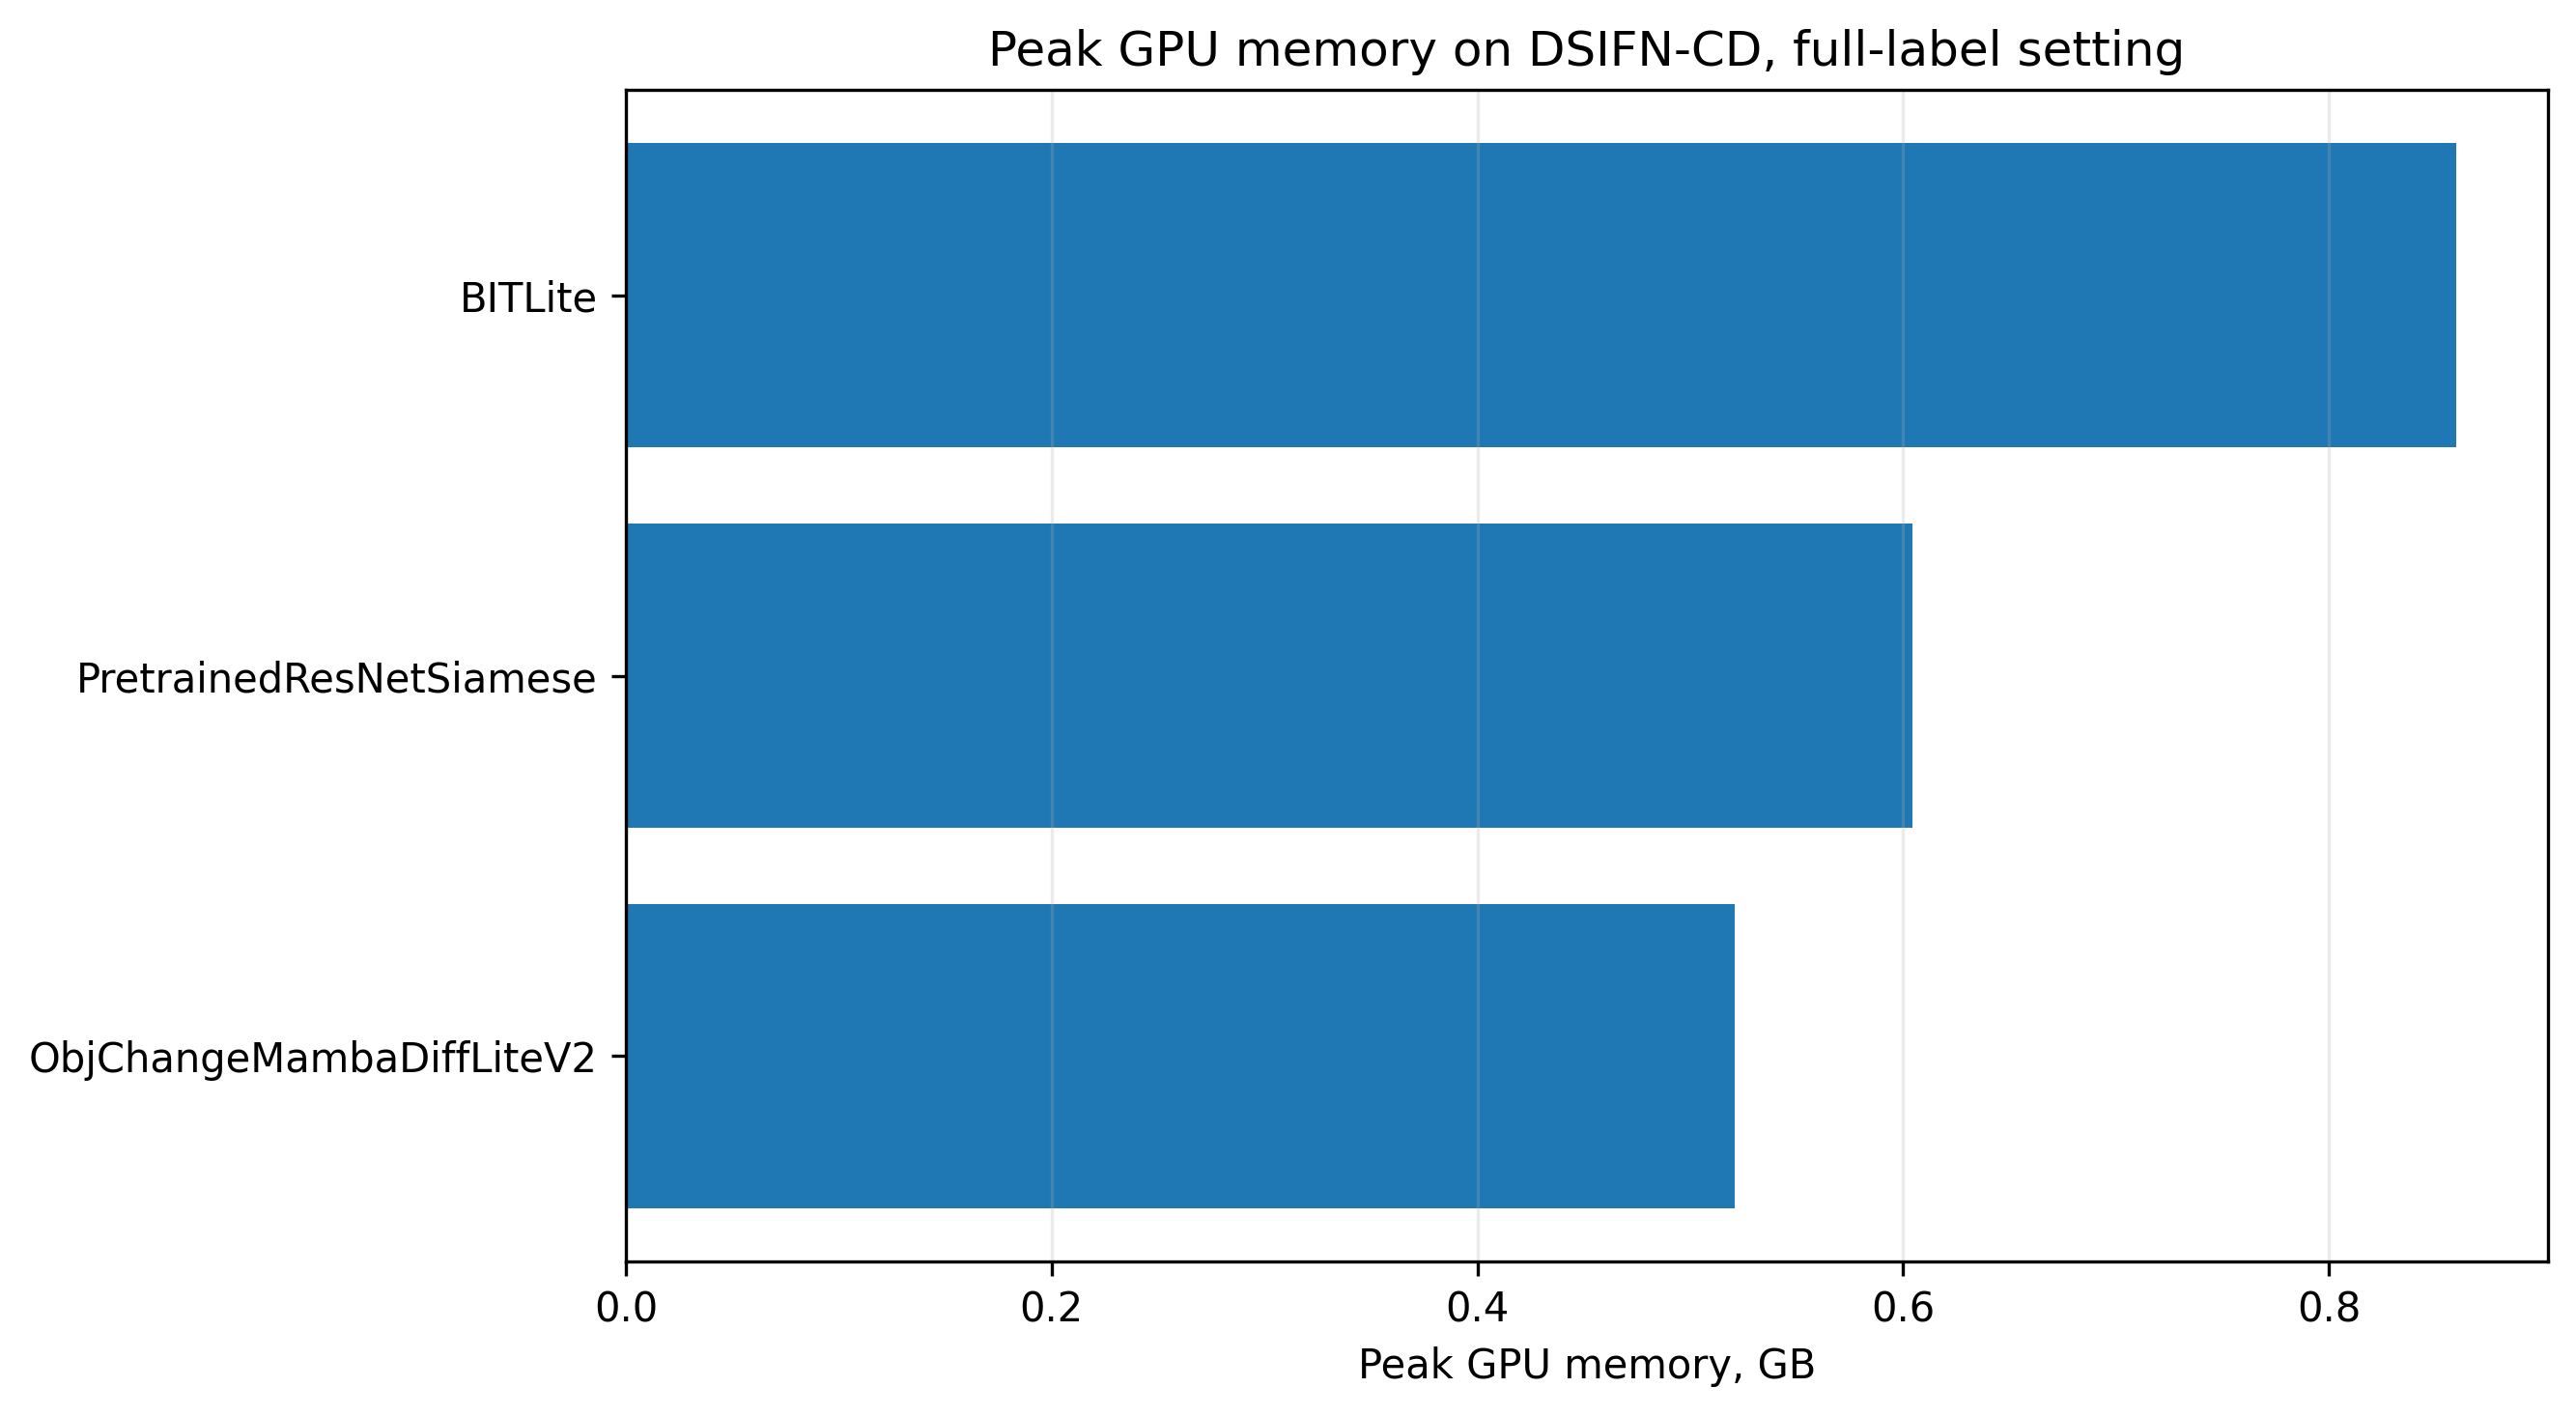 Peak GPU memory on DSIFN-CD, full-label setting
BITLite
PretrainedResNetSiamese
ObjChangeMambaDiffLiteV2
0.0 0.2 0.4 0.6 0.8
Peak GPU memory, GB